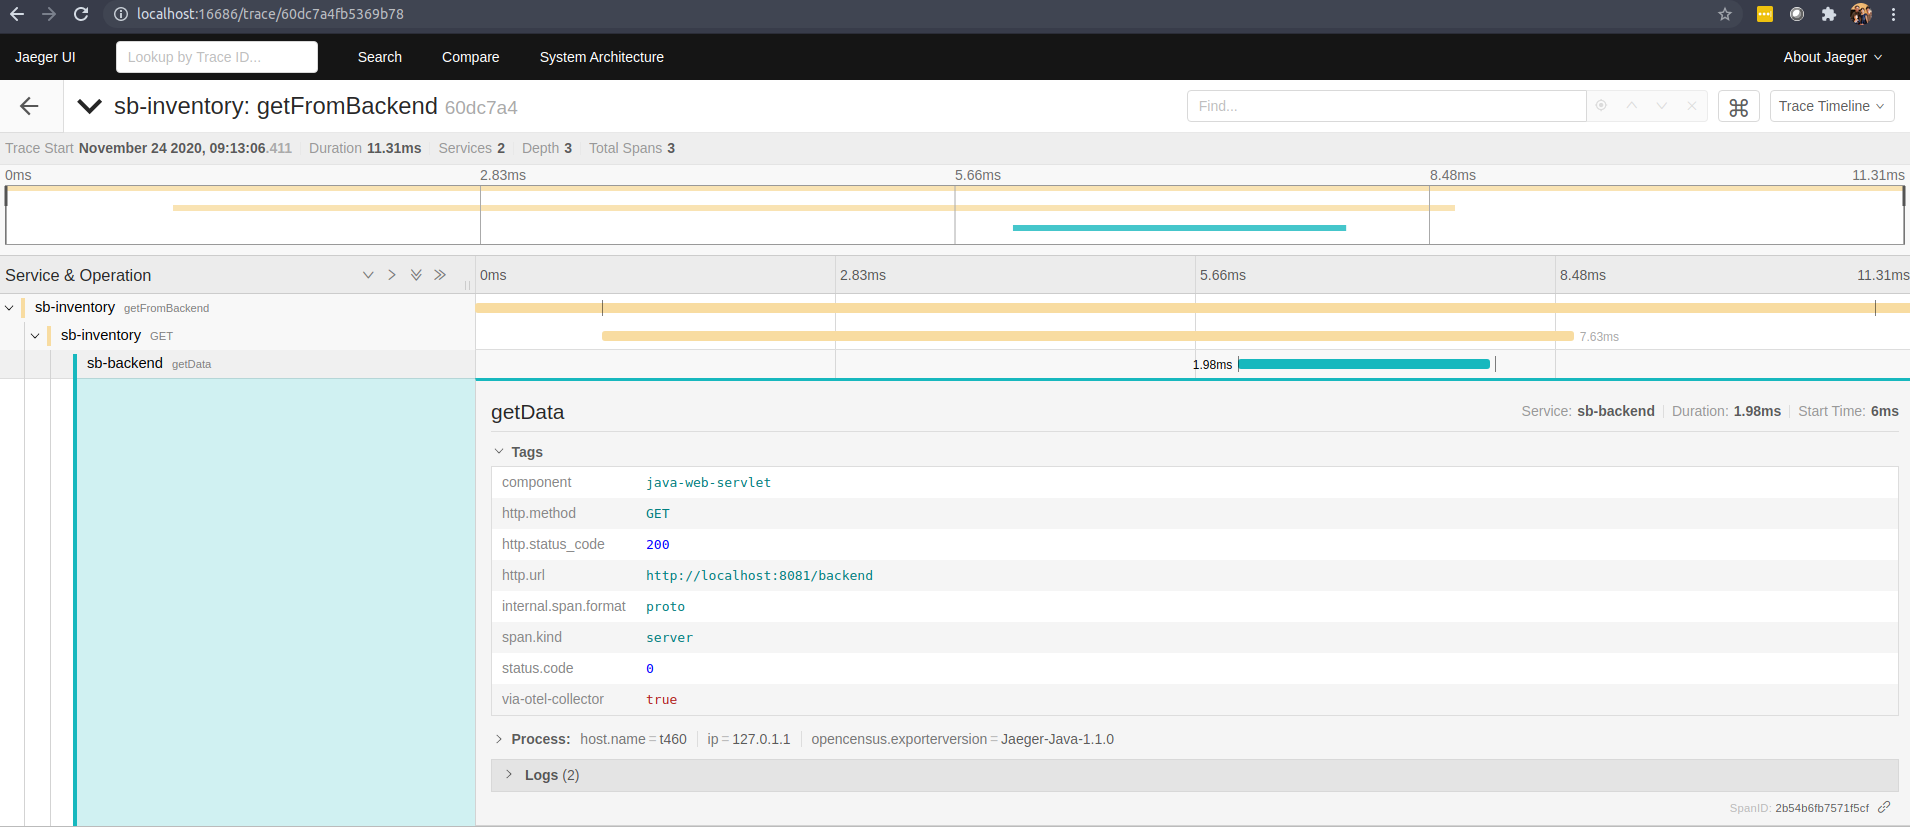 localhost:16686/trace/60dc7a4fb5369b78
Jaeger UI Lookup by Trace ID... Search Compare System Architecture About Jaeger
sb-inventory: getFromBackend 60dc7a4 Find... ⌘ Trace Timeline
Trace Start November 24 2020, 09:13:06.411 Duration 11.31ms Services 2 Depth 3 Total Spans 3
0ms 2.83ms 5.66ms 8.48ms 11.31ms
Service & Operation 0ms 2.83ms 5.66ms 8.48ms 11.31ms
sb-inventory getFromBackend
sb-inventory GET 7.63ms
sb-backend getData 1.98ms
getData Service: sb-backend Duration: 1.98ms Start Time: 6ms
Tags
component java-web-servlet
http.method GET
http.status_code 200
http.url http://localhost:8081/backend
internal.span.format proto
span.kind server
status.code 0
via-otel-collector true
Process: host.name = t460 ip = 127.0.1.1 opencensus.exporterversion = Jaeger-Java-1.1.0
Logs (2)
SpanID: 2b54b6fb7571f5cf